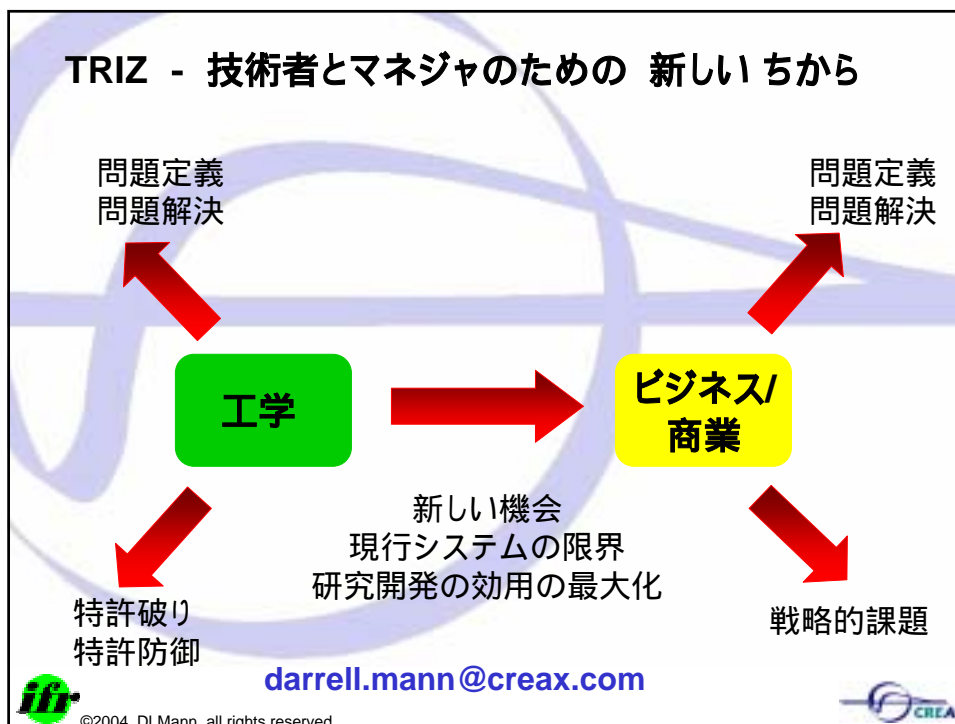 TRIZ - 技術者とマネジャのための 新しい ちから
問題定義
問題解決
問題定義
問題解決
工学
ビジネス/
商業
新しい機会
現行システムの限界
研究開発の効用の最大化
特許破り
特許防御
戦略的課題
darrell.mann@creax.com
ifr
©2004, DLMann, all rights reserved
CREA